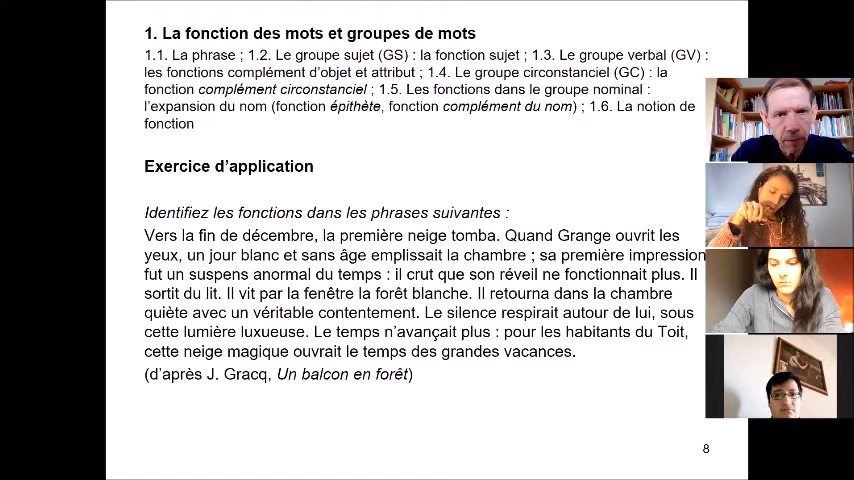 1. La fonction des mots et groupes de mots
1.1. La phrase ; 1.2. Le groupe sujet (GS) : la fonction sujet ; 1.3. Le groupe verbal (GV) :
les fonctions complément d’objet et attribut ; 1.4. Le groupe circonstanciel (GC) : la
fonction complément circonstanciel ; 1.5. Les fonctions dans le groupe nominal :
l’expansion du nom (fonction épithète, fonction complément du nom) ; 1.6. La notion de
fonction
Exercice d’application
Identifiez les fonctions dans les phrases suivantes :
Vers la fin de décembre, la première neige tomba. Quand Grange ouvrit les
yeux, un jour blanc et sans âge emplissait la chambre ; sa première impression
fut un suspens anormal du temps : il crut que son réveil ne fonctionnait plus. Il
sortit du lit. Il vit par la fenêtre la forêt blanche. Il retourna dans la chambre
quiète avec un véritable contentement. Le silence respirait autour de lui, sous
cette lumière luxueuse. Le temps n’avançait plus : pour les habitants du Toit,
cette neige magique ouvrait le temps des grandes vacances.
(d’après J. Gracq, Un balcon en forêt)
8